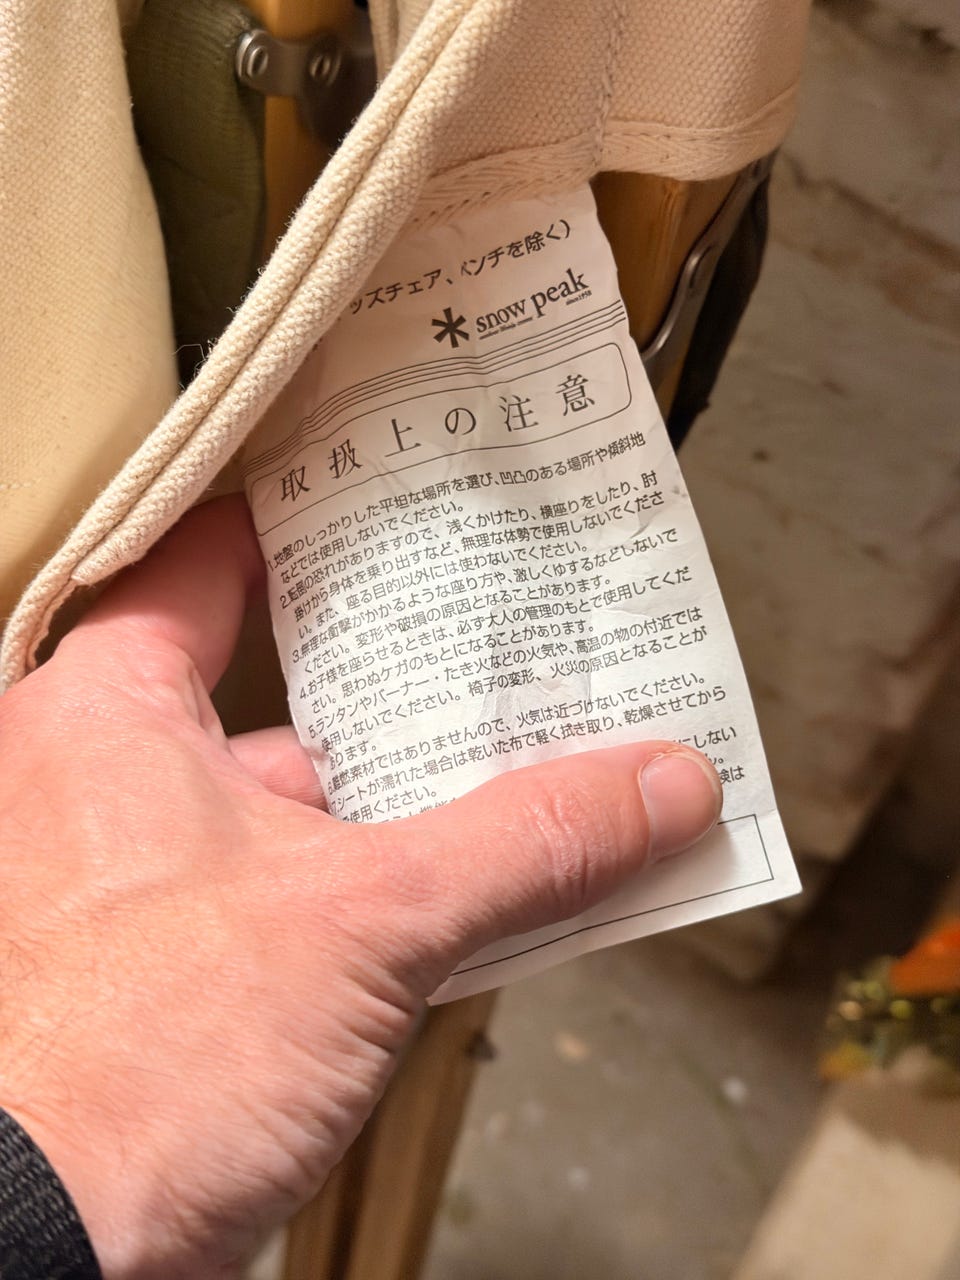 ッズチェア、ベンチを除く)
snow peak
outdoor lifestyle creator since1958
取扱上の注意
1.地盤のしっかりした平坦な場所を選び、凹凸のある場所や傾斜地
などでは使用しないでください。
2.転倒の恐れがありますので、浅くかけたり、横座りをしたり、肘
掛けから身体を乗り出すなど、無理な体勢で使用しないでくださ
い。また、座る目的以外には使わないでください。
3.無理な衝撃がかかるような座り方や、激しくゆするなどしないで
ください。変形や破損の原因となることがあります。
4.お子様を座らせるときは、必ず大人の管理のもとで使用してくだ
さい。思わぬケガのもとになることがあります。
5.ランタンやバーナー・たき火などの火気や、高温の物の付近では
使用しないでください。椅子の変形、火災の原因となることが
あります。
6.難燃素材ではありませんので、火気は近づけないでください。
7.シートが濡れた場合は乾いた布で軽く拭き取り、乾燥させてから
ご使用ください。
にしない
ん。
検は